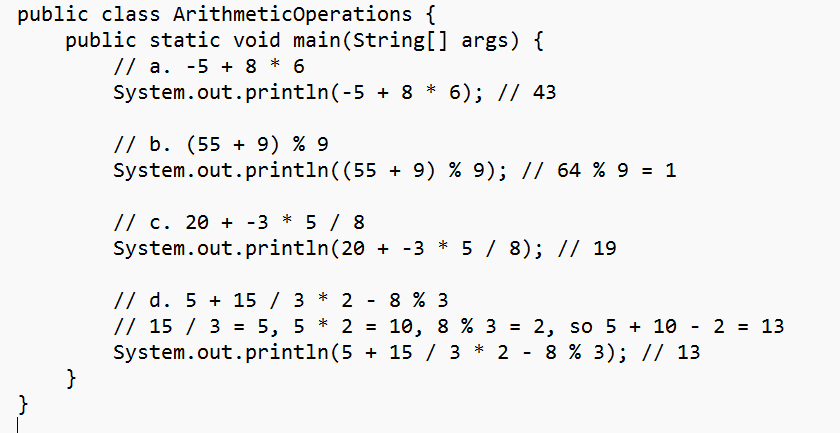 public class ArithmeticOperations {
    public static void main(String[] args) {
        // a. -5 + 8 * 6
        System.out.println(-5 + 8 * 6); // 43

        // b. (55 + 9) % 9
        System.out.println((55 + 9) % 9); // 64 % 9 = 1

        // c. 20 + -3 * 5 / 8
        System.out.println(20 + -3 * 5 / 8); // 19

        // d. 5 + 15 / 3 * 2 - 8 % 3
        // 15 / 3 = 5, 5 * 2 = 10, 8 % 3 = 2, so 5 + 10 - 2 = 13
        System.out.println(5 + 15 / 3 * 2 - 8 % 3); // 13
    }
}